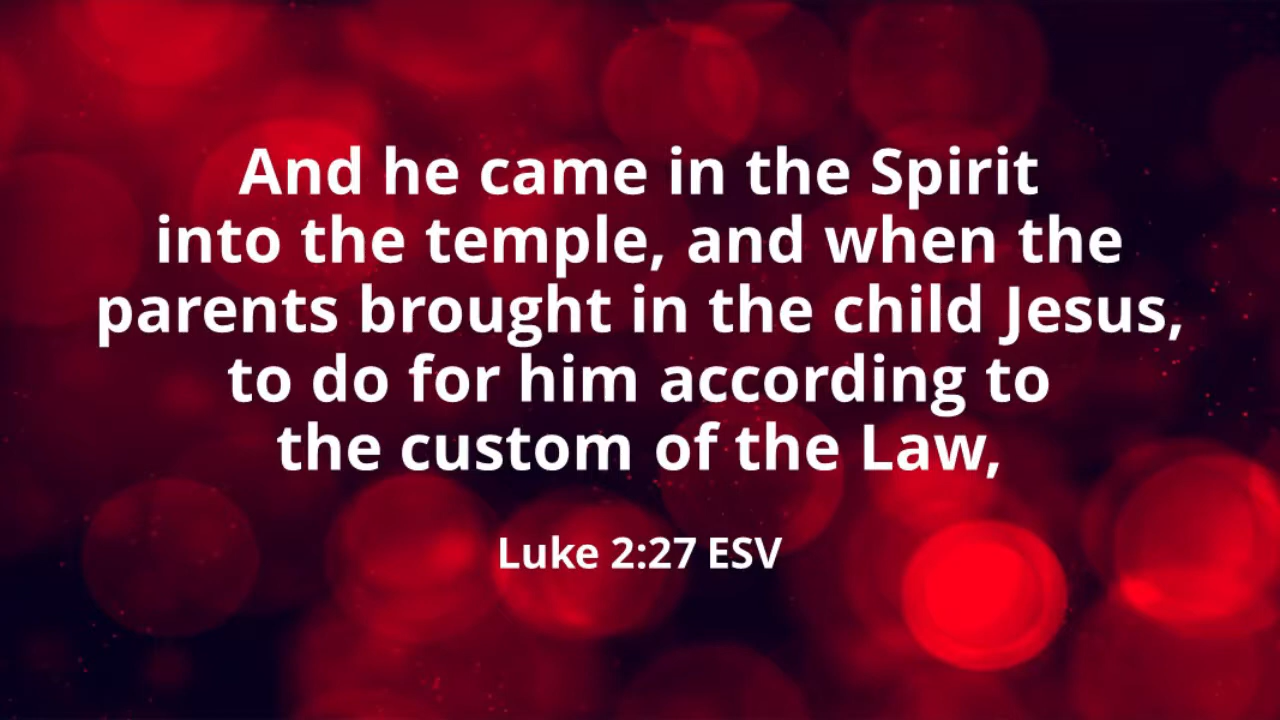 And he came in the Spirit
into the temple, and when the
parents brought in the child Jesus,
to do for him according to
the custom of the Law,
Luke 2:27 ESV